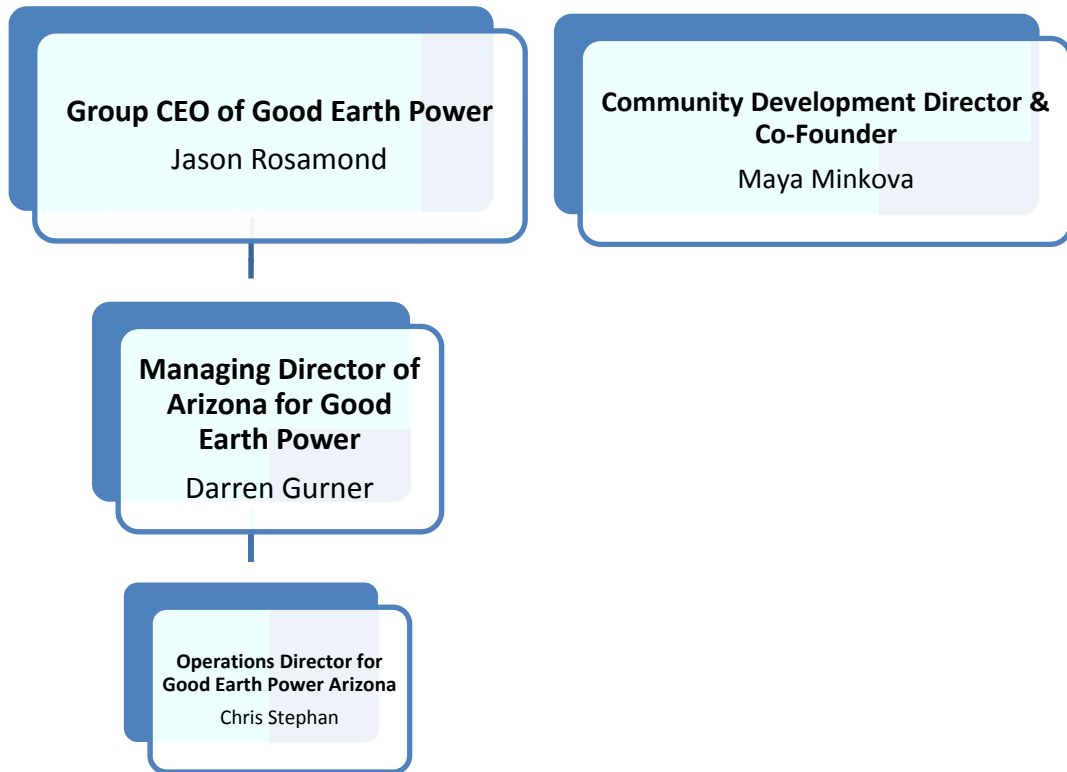 Group CEO of Good Earth Power
Jason Rosamond
Community Development Director &
Co-Founder
Maya Minkova
Managing Director of
Arizona for Good
Earth Power
Darren Gurner
Operations Director for
Good Earth Power Arizona
Chris Stephan